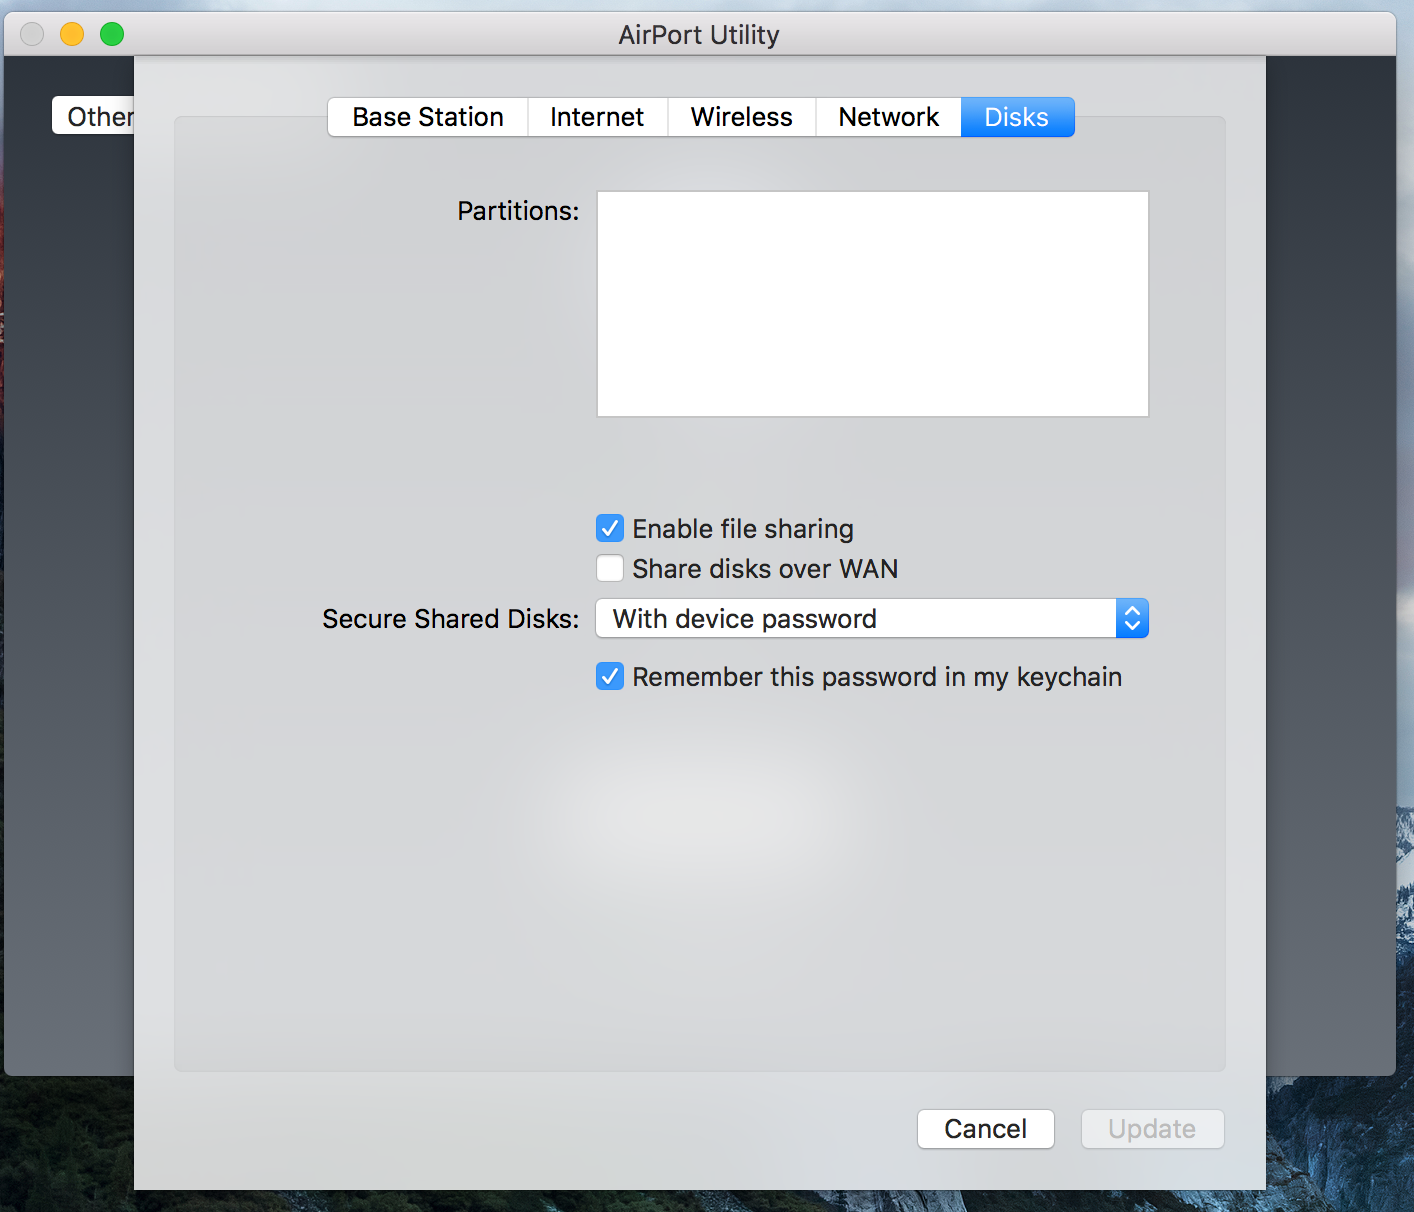 AirPort Utility
Other
Base Station Internet Wireless Network Disks
Partitions:
Enable file sharing
Share disks over WAN
Secure Shared Disks: With device password
Remember this password in my keychain
Cancel Update